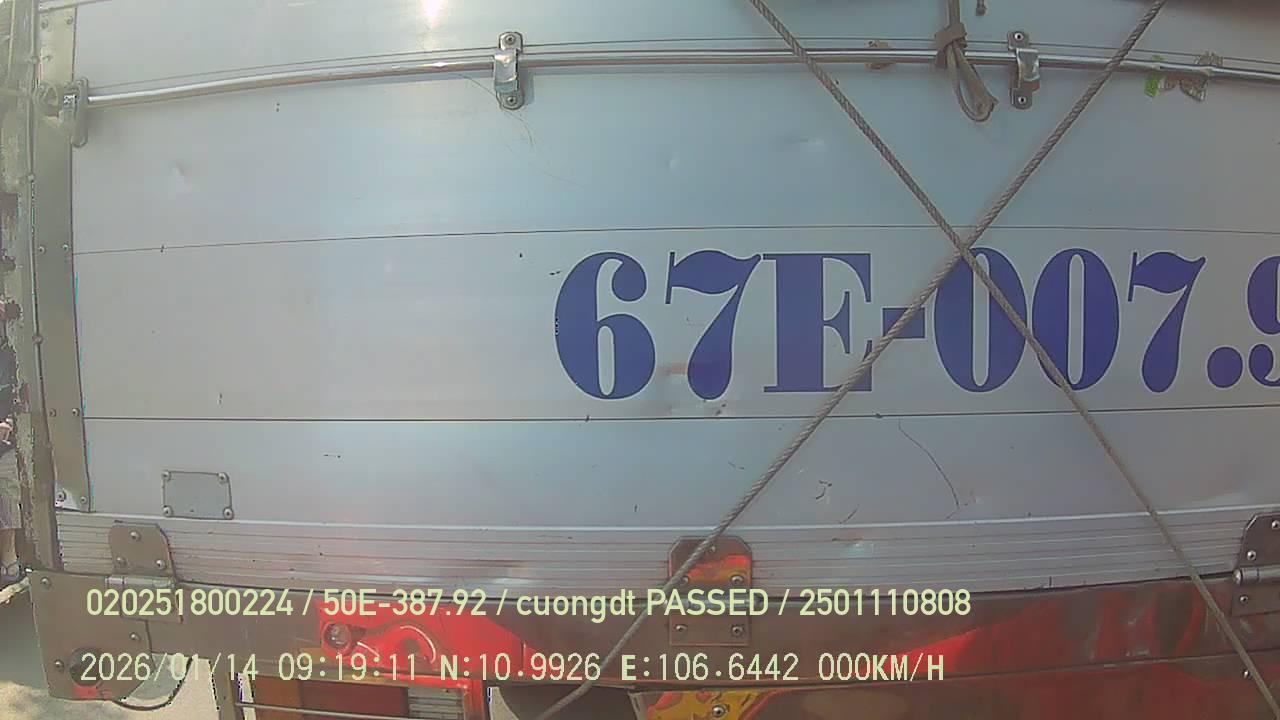 67E-007.9
020251800224 / 50E-387.92 / cuongdt PASSED / 2501110808
2026/01/14 09:19:11 N:10.9926 E:106.6442 000KM/H